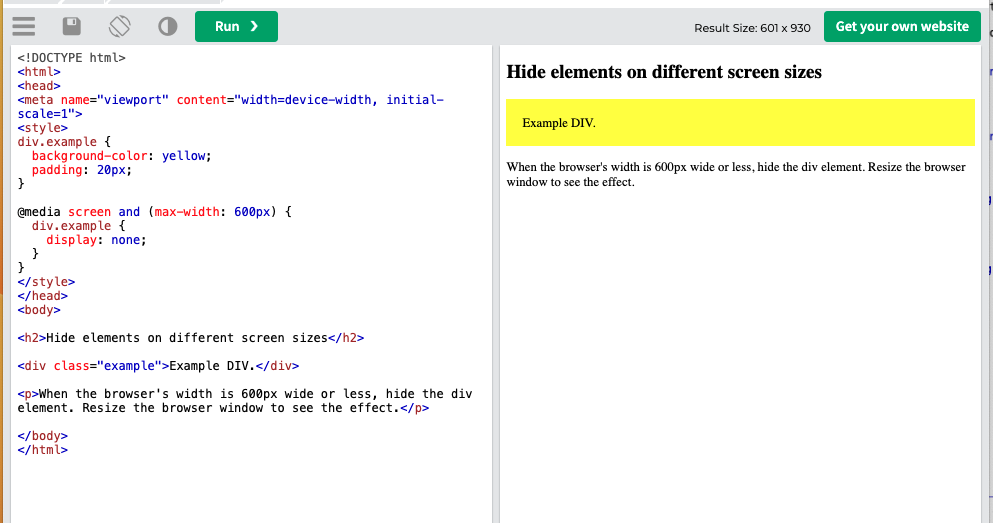 Run ❯
Result Size: 601 x 930
Get your own website
<!DOCTYPE html>
<html>
<head>
<meta name="viewport" content="width=device-width, initial-
scale=1">
<style>
div.example {
  background-color: yellow;
  padding: 20px;
}

@media screen and (max-width: 600px) {
  div.example {
    display: none;
  }
}
</style>
</head>
<body>

<h2>Hide elements on different screen sizes</h2>

<div class="example">Example DIV.</div>

<p>When the browser's width is 600px wide or less, hide the div
element. Resize the browser window to see the effect.</p>

</body>
</html>
Hide elements on different screen sizes
Example DIV.
When the browser's width is 600px wide or less, hide the div element. Resize the browser
window to see the effect.